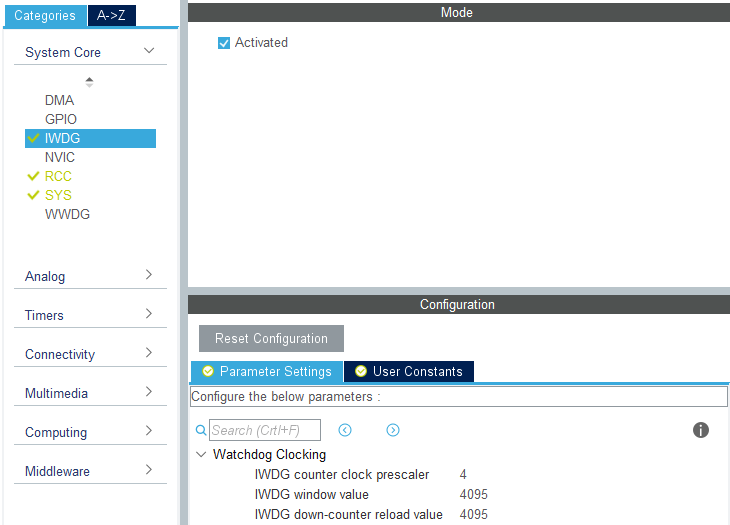 Categories A->Z
System Core
DMA
GPIO
IWDG
NVIC
RCC
SYS
WWDG
Analog
Timers
Connectivity
Multimedia
Computing
Middleware
Mode
Activated
Configuration
Reset Configuration
Parameter Settings User Constants
Configure the below parameters :
Search (Crtl+F)
Watchdog Clocking
IWDG counter clock prescaler 4
IWDG window value 4095
IWDG down-counter reload value 4095